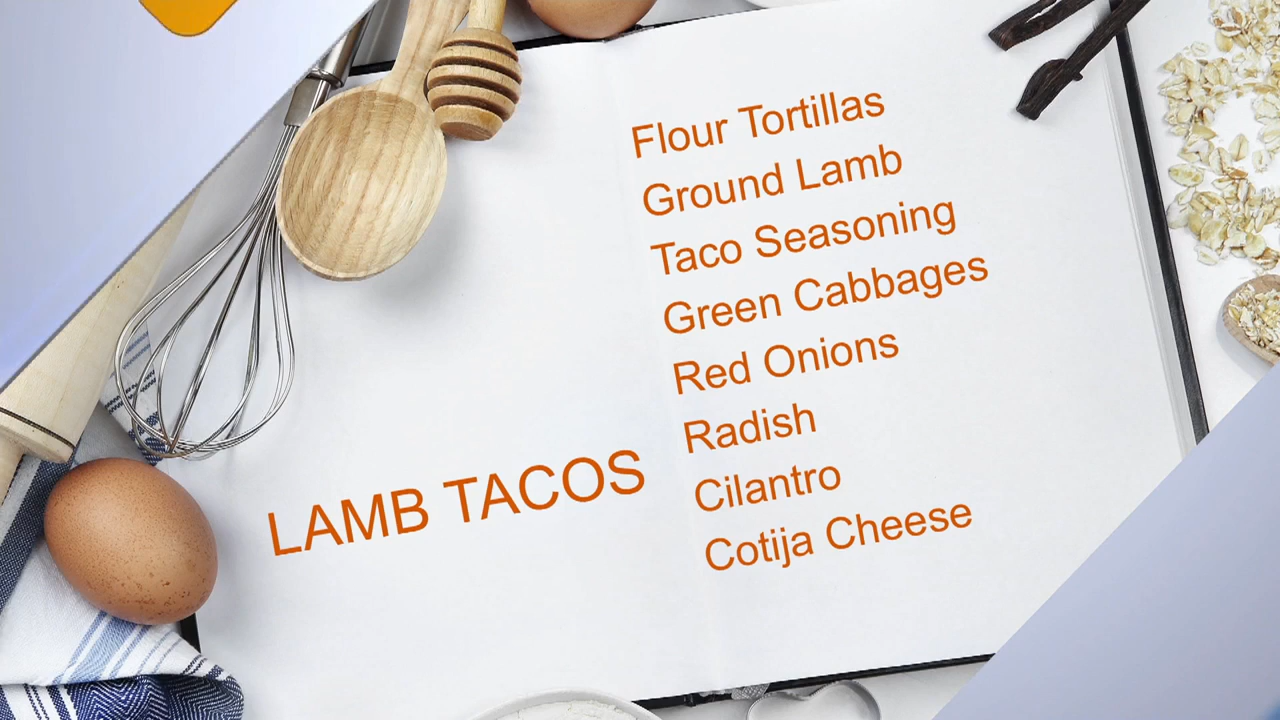 LAMB TACOS
Flour Tortillas
Ground Lamb
Taco Seasoning
Green Cabbages
Red Onions
Radish
Cilantro
Cotija Cheese